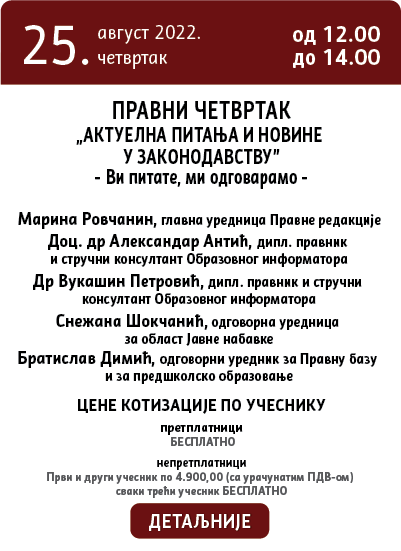 25. август 2022.
четвртак
од 12.00
до 14.00
ПРАВНИ ЧЕТВРТАК
„АКТУЕЛНА ПИТАЊА И НОВИНЕ
У ЗАКОНОДАВСТВУ”
- Ви питате, ми одговарамо -
Марина Ровчанин, главна уредница Правне редакције
Доц. др Александар Антић, дипл. правник
и стручни консултант Образовног информатора
Др Вукашин Петровић, дипл. правник и стручни
консултант Образовног информатора
Снежана Шокчанић, одговорна уредница
за област Јавне набавке
Братислав Димић, одговорни уредник за Правну базу
и за предшколско образовање
ЦЕНЕ КОТИЗАЦИЈЕ ПО УЧЕСНИКУ
претплатници
БЕСПЛАТНО
непретплатници
Први и други учесник по 4.900,00 (са урачунатим ПДВ-ом)
сваки трећи учесник БЕСПЛАТНО
ДЕТАЉНИЈЕ